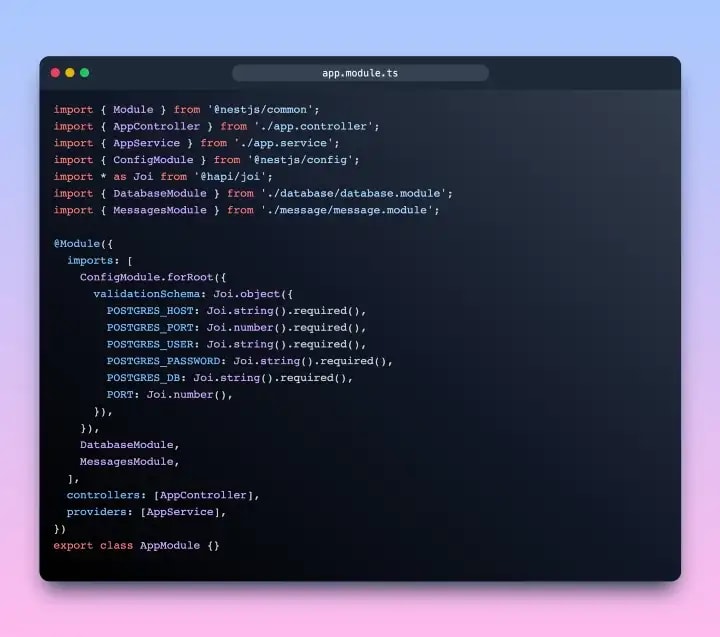 app.module.ts
import { Module } from '@nestjs/common';
import { AppController } from './app.controller';
import { AppService } from './app.service';
import { ConfigModule } from '@nestjs/config';
import * as Joi from '@hapi/joi';
import { DatabaseModule } from './database/database.module';
import { MessagesModule } from './message/message.module';
@Module({
imports: [
ConfigModule.forRoot({
validationSchema: Joi.object({
POSTGRES_HOST: Joi.string().required(),
POSTGRES_PORT: Joi.number().required(),
POSTGRES_USER: Joi.string().required(),
POSTGRES_PASSWORD: Joi.string().required(),
POSTGRES_DB: Joi.string().required(),
PORT: Joi.number(),
}),
}),
DatabaseModule,
MessagesModule,
],
controllers: [AppController],
providers: [AppService],
})
export class AppModule {}